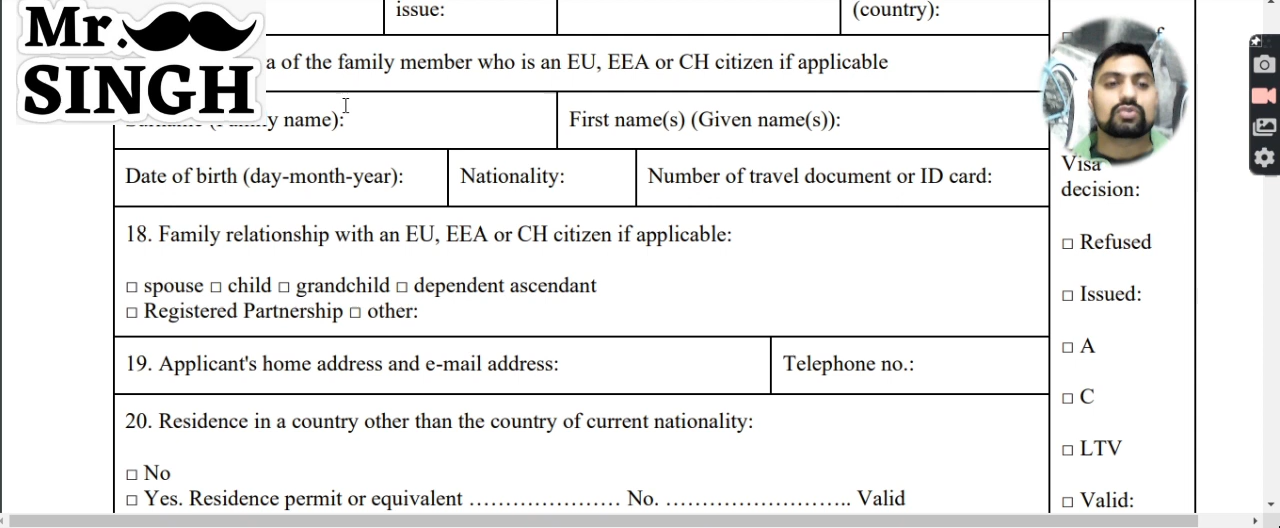 Mr.
SINGH
issue:
(country):
a of the family member who is an EU, EEA or CH citizen if applicable
name):
First name(s) (Given name(s)):
Date of birth (day-month-year):
Nationality:
Number of travel document or ID card:
18. Family relationship with an EU, EEA or CH citizen if applicable:
□ spouse □ child □ grandchild □ dependent ascendant
□ Registered Partnership □ other:
19. Applicant's home address and e-mail address:
Telephone no.:
20. Residence in a country other than the country of current nationality:
□ No
□ Yes. Residence permit or equivalent ………………… No. …………………….. Valid
Visa
decision:
□ Refused
□ Issued:
□ A
□ C
□ LTV
□ Valid: